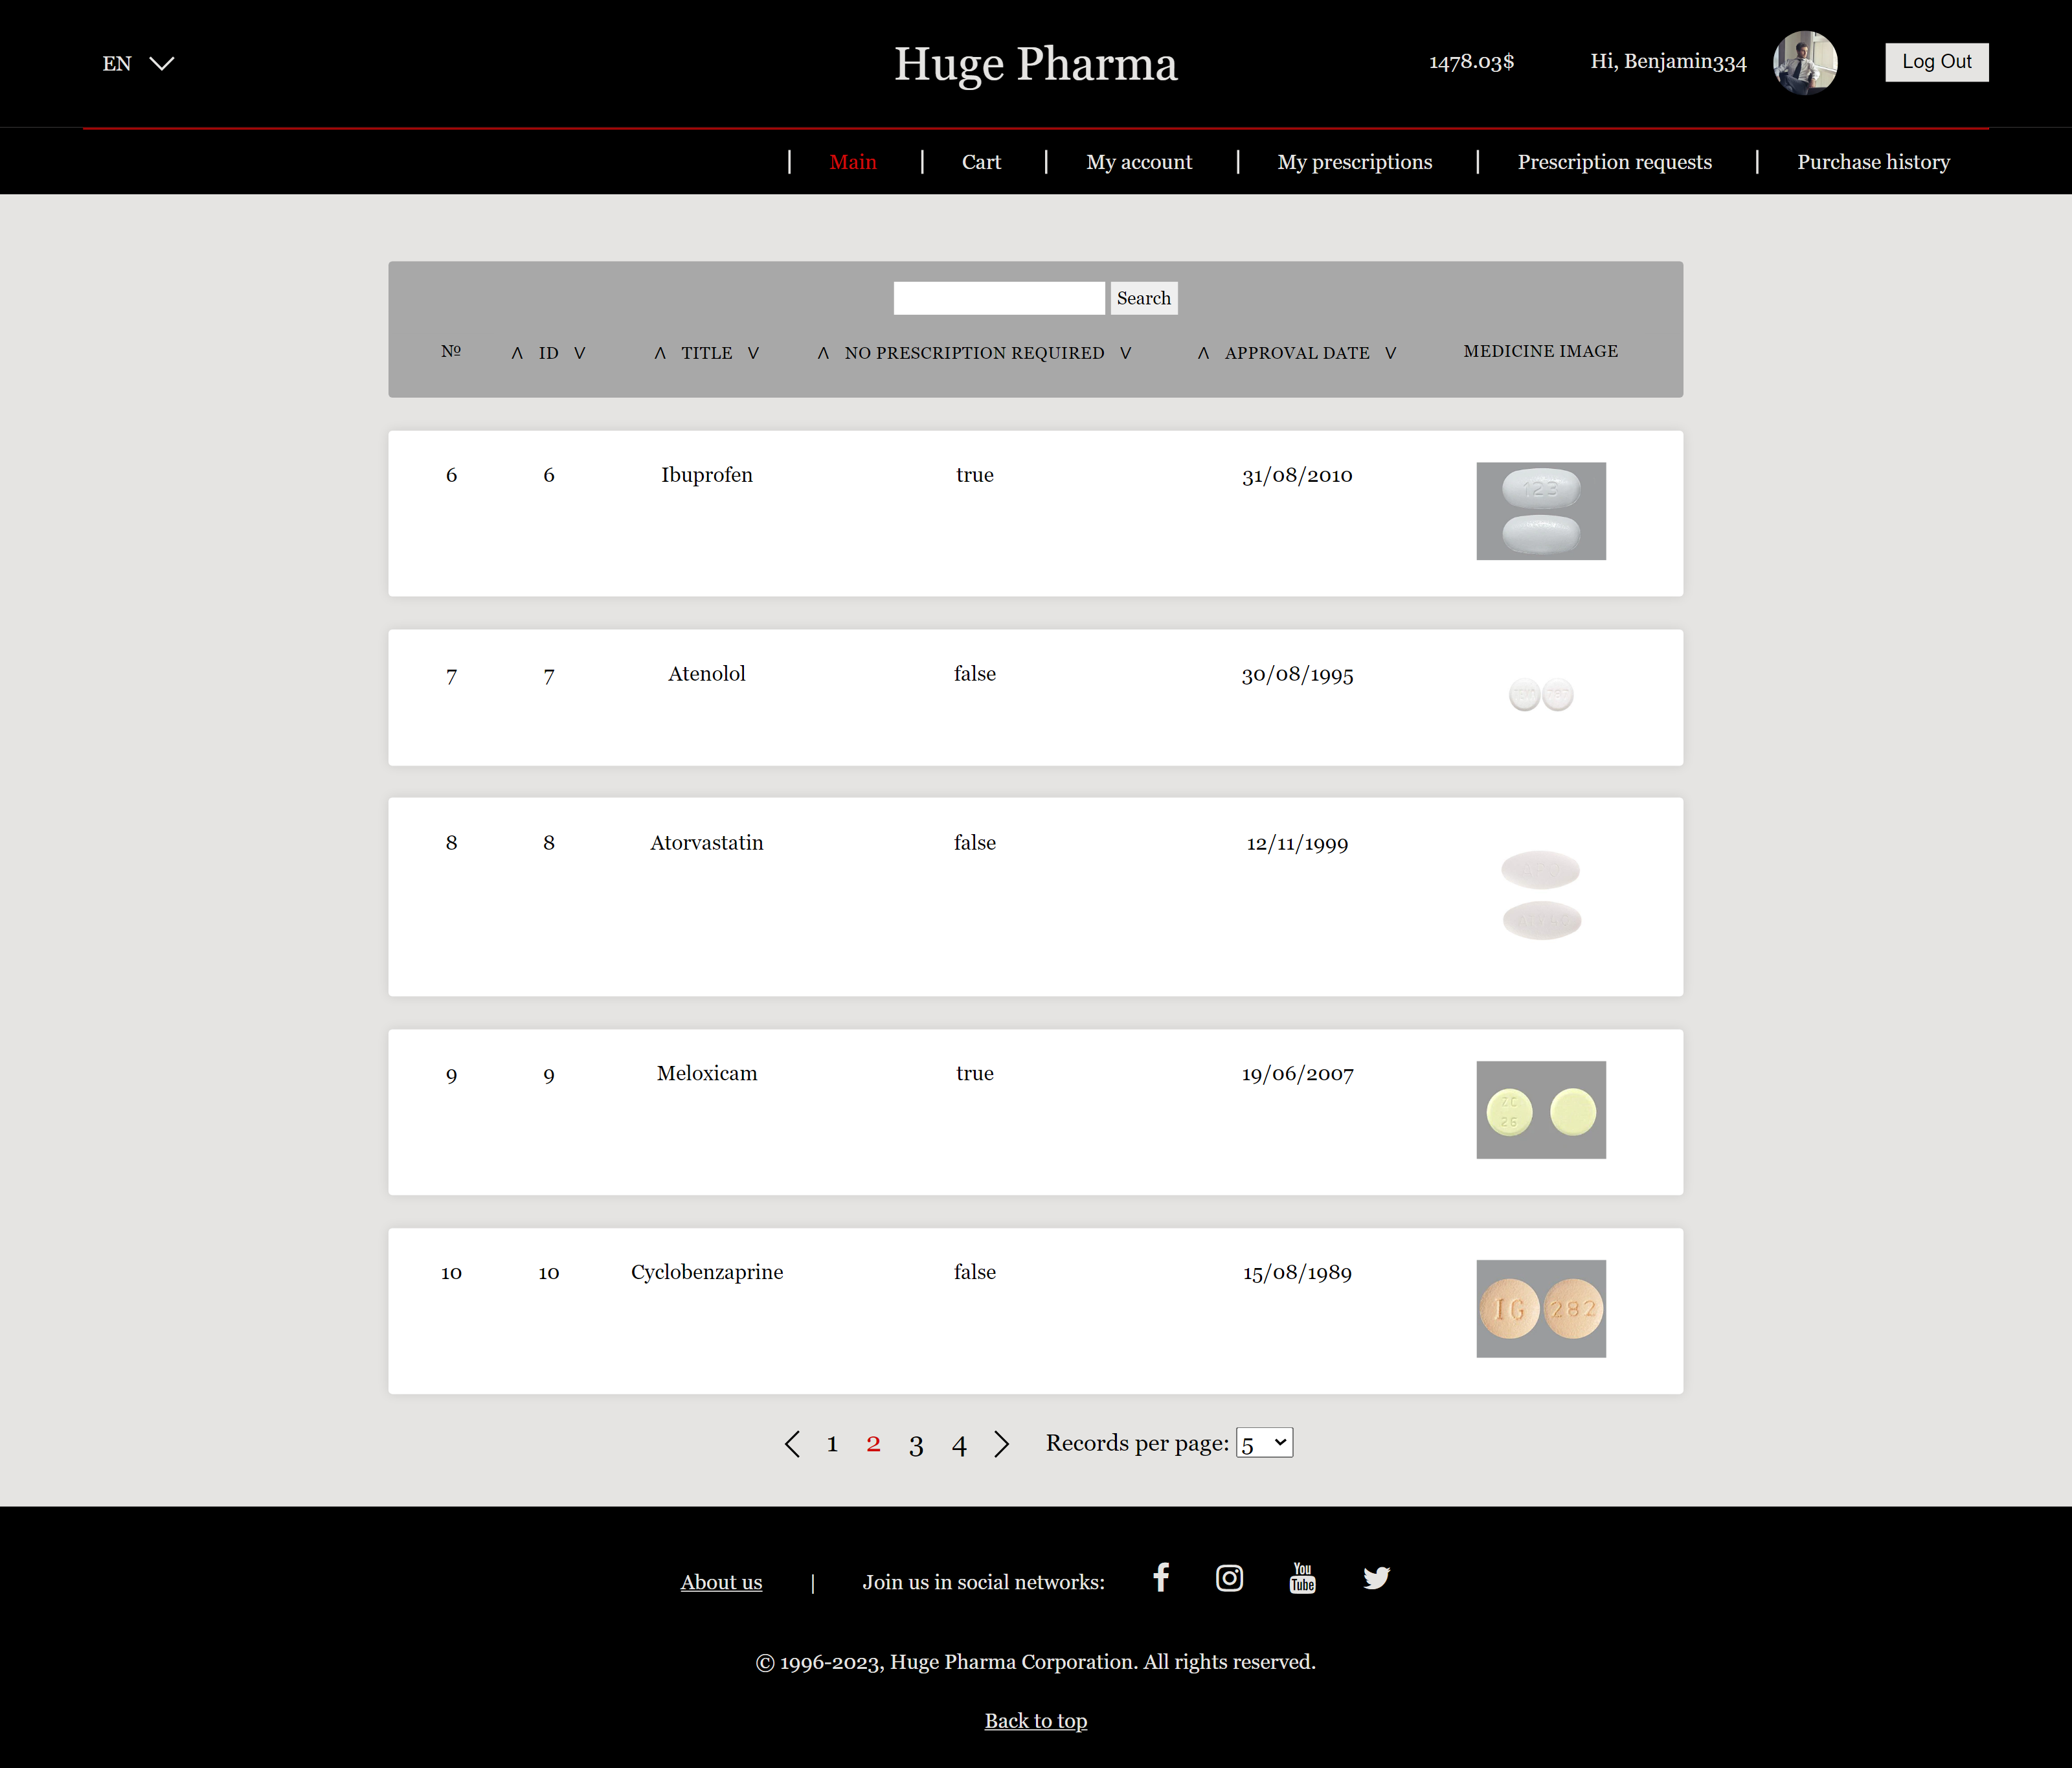 EN
Huge Pharma
1478.03$
Hi, Benjamin334
Log Out
Main
Cart
My account
My prescriptions
Prescription requests
Purchase history
Search
№
ID
TITLE
NO PRESCRIPTION REQUIRED
APPROVAL DATE
MEDICINE IMAGE
6 6 Ibuprofen true 31/08/2010
123
7 7 Atenolol false 30/08/1995
8 8 Atorvastatin false 12/11/1999
9 9 Meloxicam true 19/06/2007
ZC
26
10 10 Cyclobenzaprine false 15/08/1989
IG 282
1 2 3 4 Records per page: 5
About us | Join us in social networks:
You
Tube
© 1996-2023, Huge Pharma Corporation. All rights reserved.
Back to top